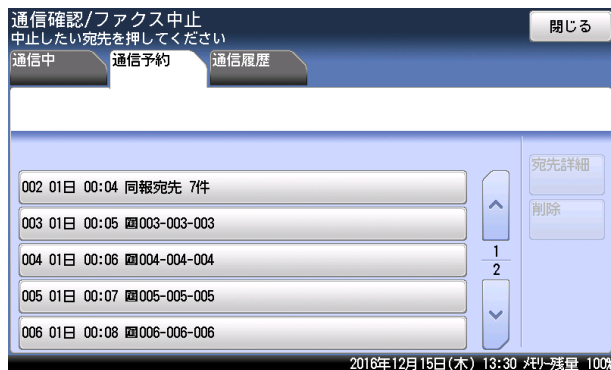 通信確認/ファクス中止
中止したい宛先を押してください
閉じる
通信中 通信予約 通信履歴
宛先詳細
002 01日 00:04 同報宛先 7件
003 01日 00:05 003-003-003
削除
004 01日 00:06 004-004-004
1
2
005 01日 00:07 005-005-005
006 01日 00:08 006-006-006
2016年12月15日(木) 13:30 メモリー残量 100%